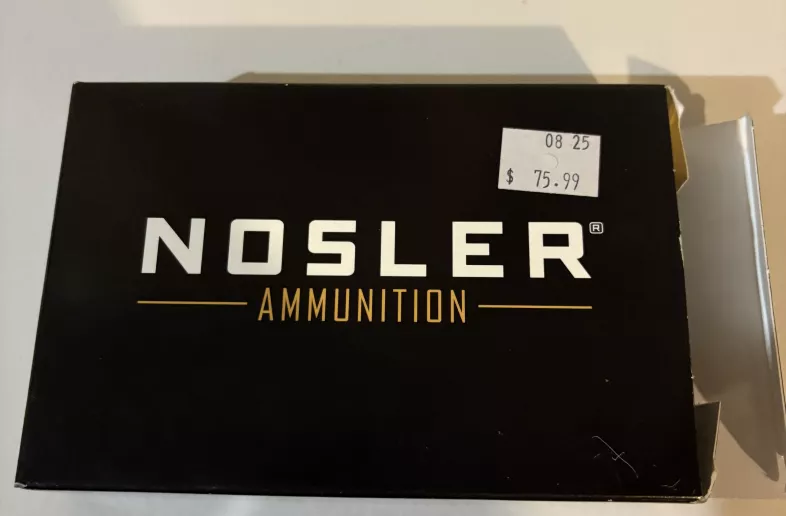 08 25
$ 75.99
NOSLER®
AMMUNITION